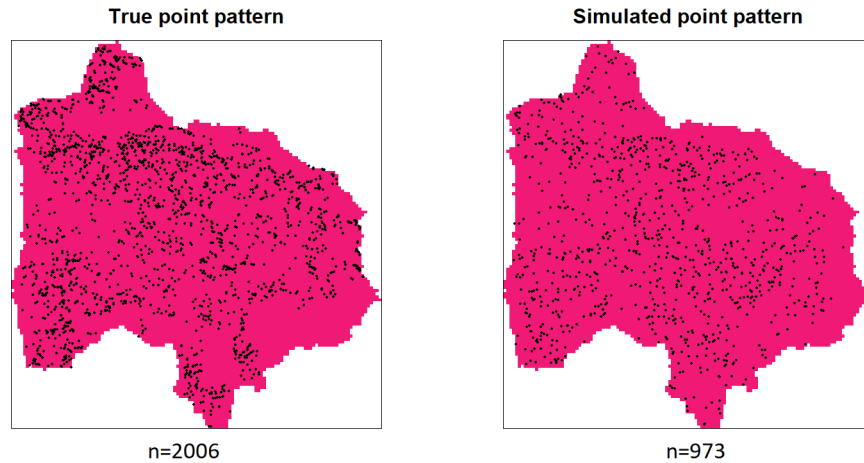 True point pattern
Simulated point pattern
n=2006
n=973